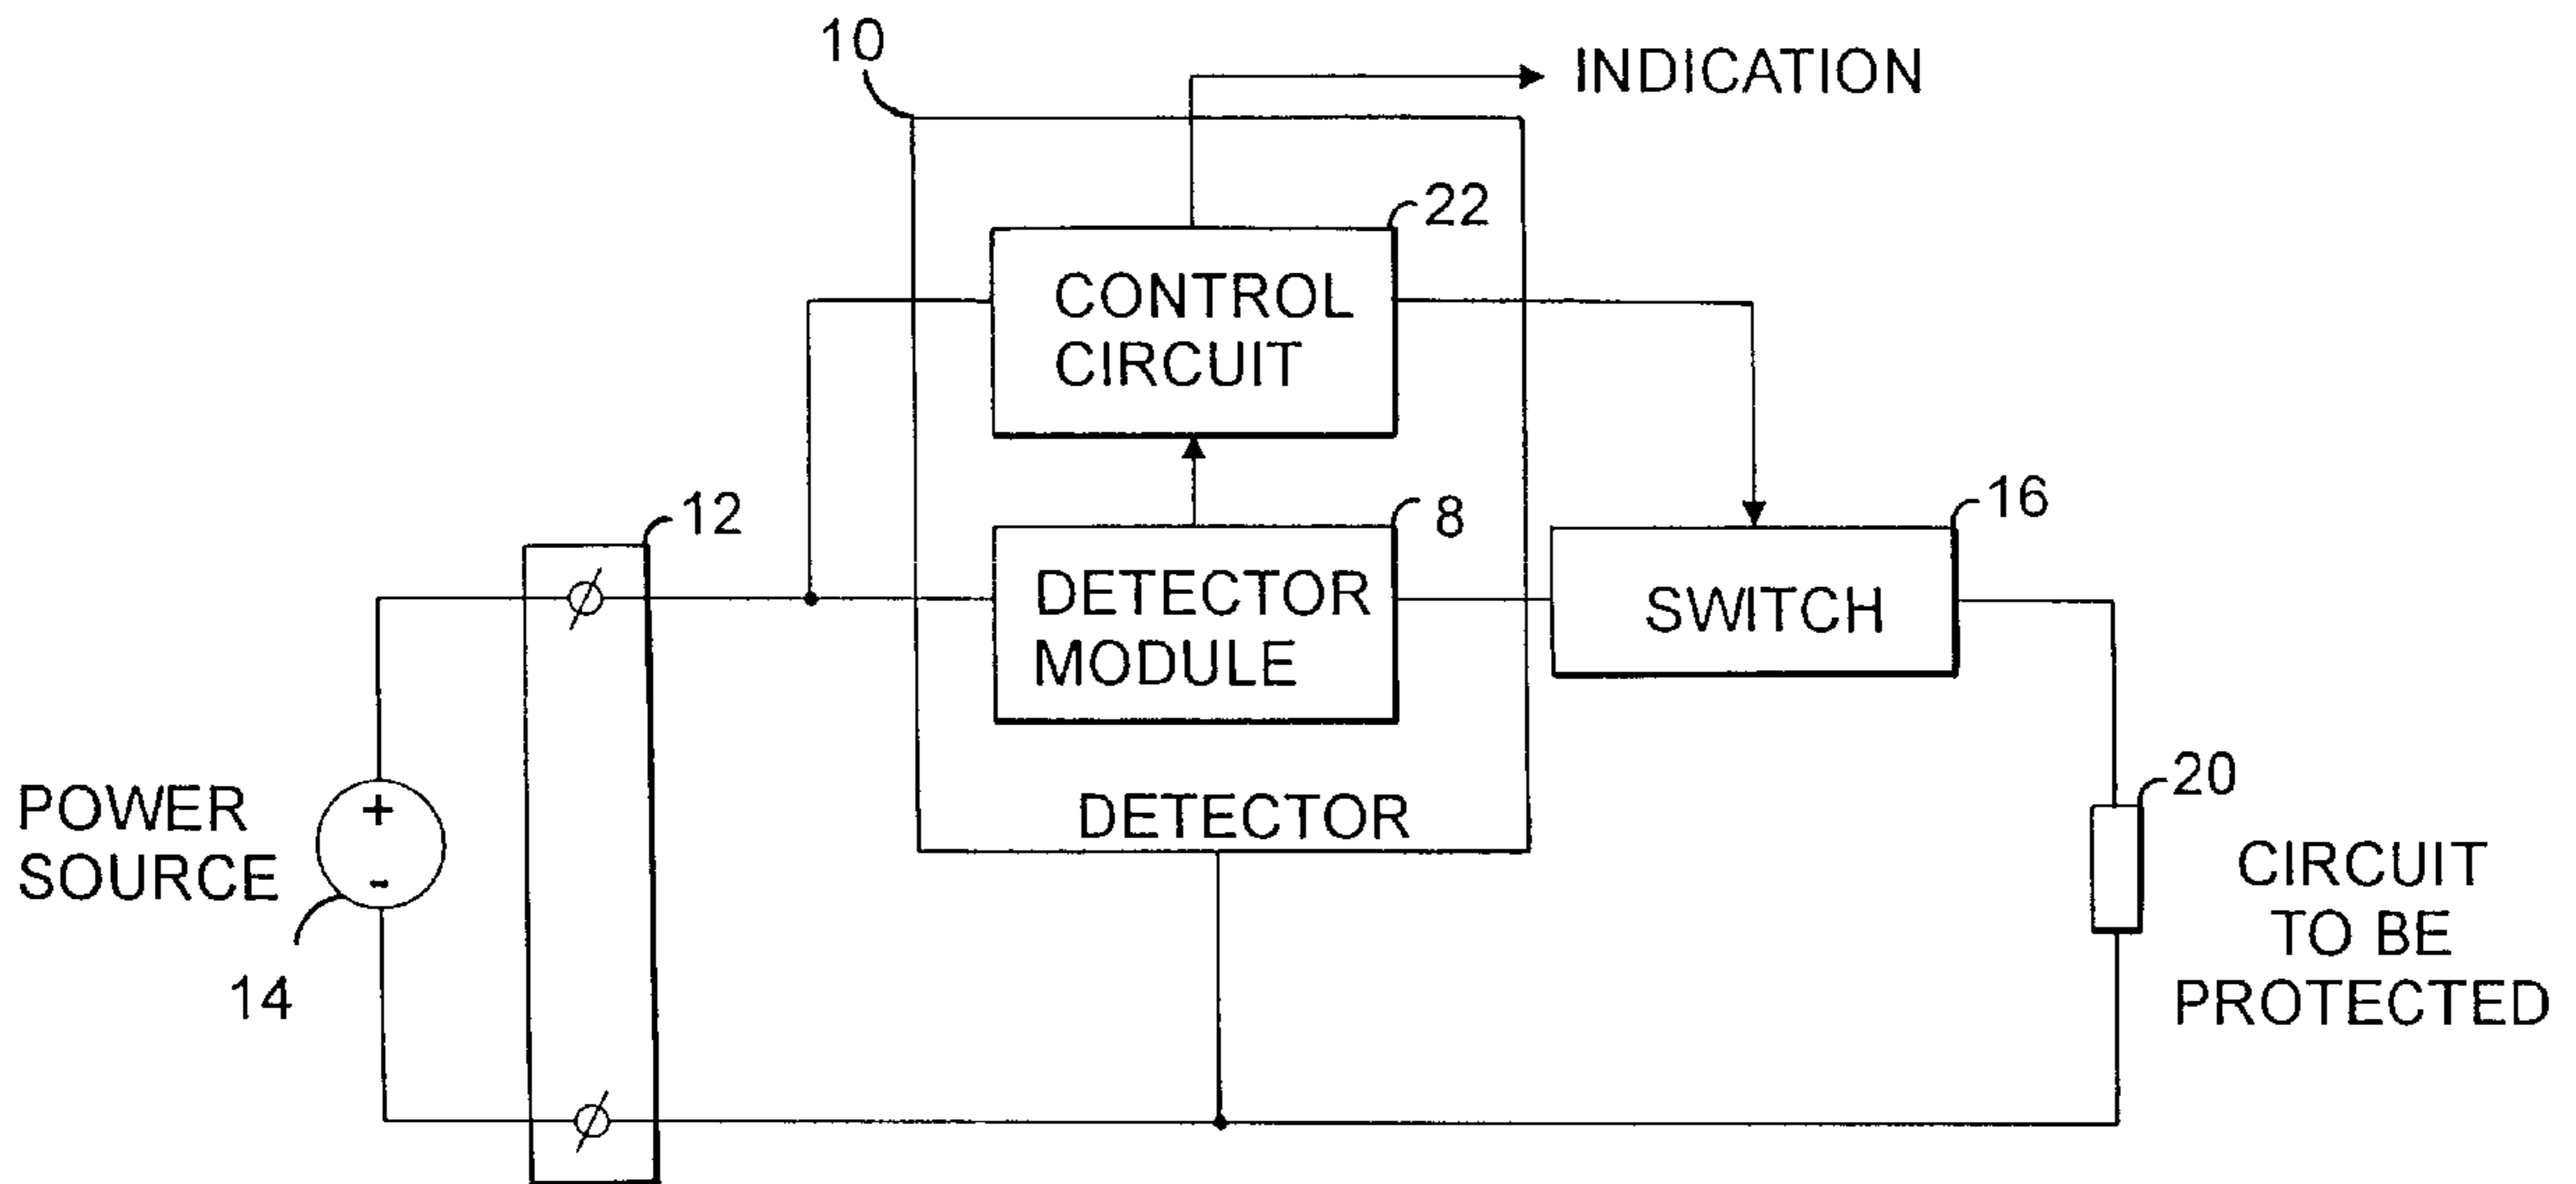 10
INDICATION
22
CONTROL
CIRCUIT
12
8
16
DETECTOR
MODULE
SWITCH
POWER
SOURCE
+
-
14
DETECTOR
20
CIRCUIT
TO BE
PROTECTED